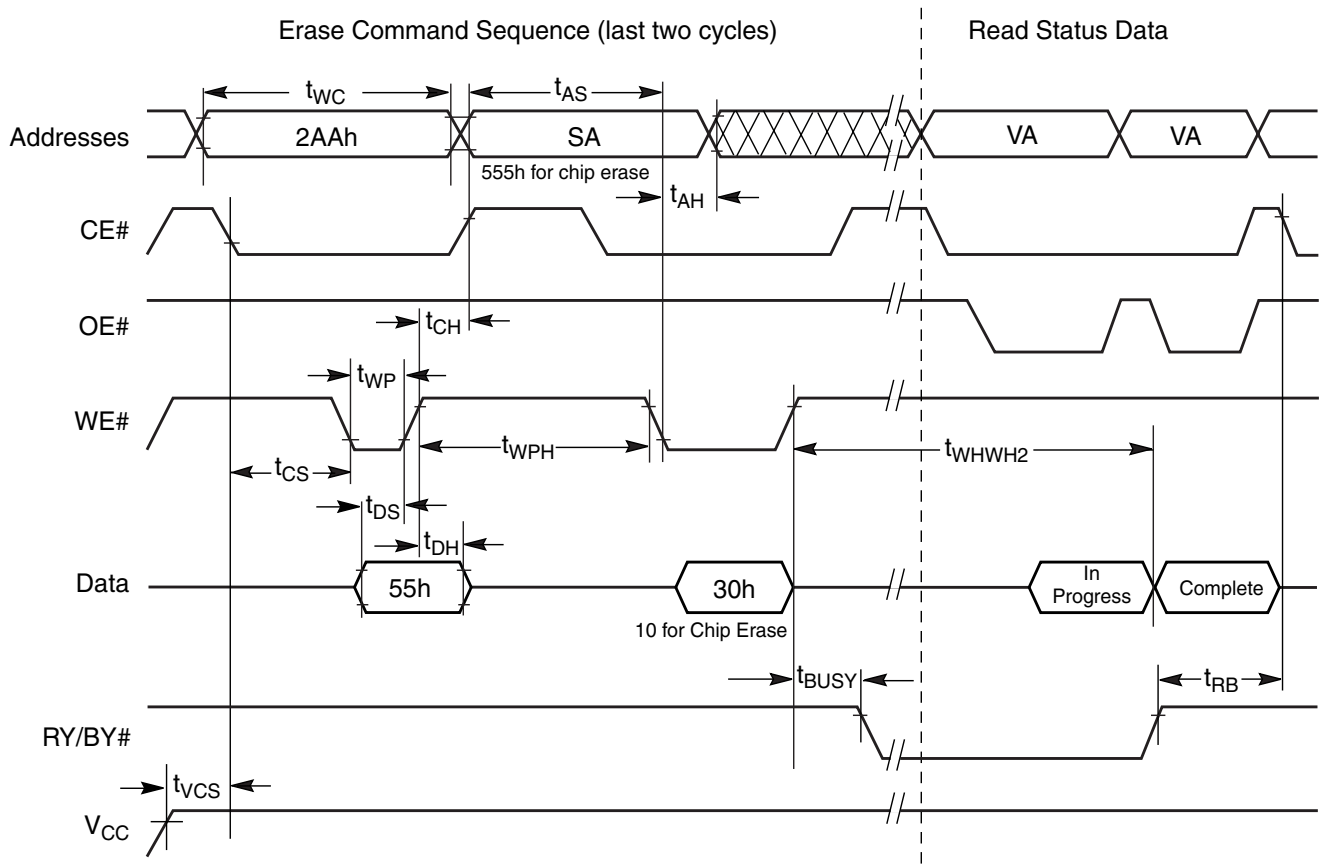 Erase Command Sequence (last two cycles) Read Status Data
tWC tAS
Addresses 2AAh SA VA VA
555h for chip erase
tAH
CE#
OE#
tCH
tWP
WE#
tWPH tWHWH2
tCS
tDS
tDH
Data 55h 30h In Progress Complete
10 for Chip Erase
tBUSY tRB
RY/BY#
tVCS
VCC